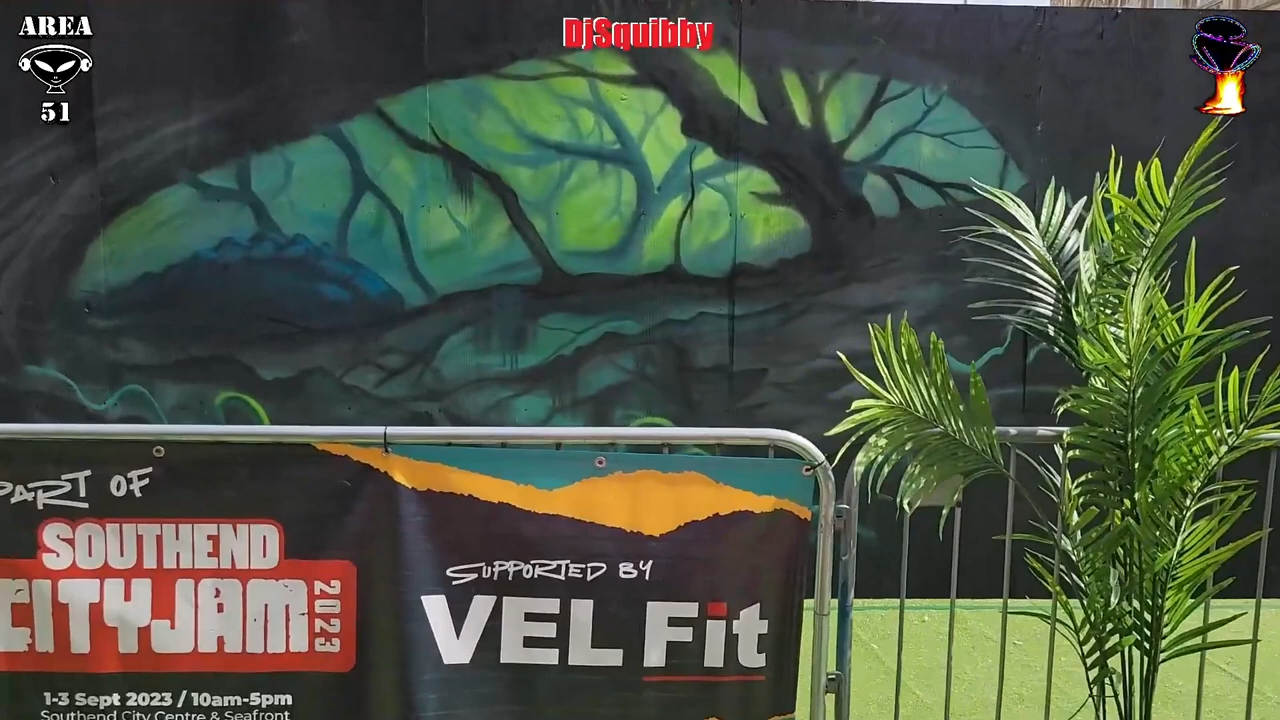 AREA
51
DjSquibby
PART OF
SOUTHEND
CITYJAM
2023
1-3 Sept 2023 / 10am-5pm
Southend City Centre & Seafront
SUPPORTED BY
VEL Fit